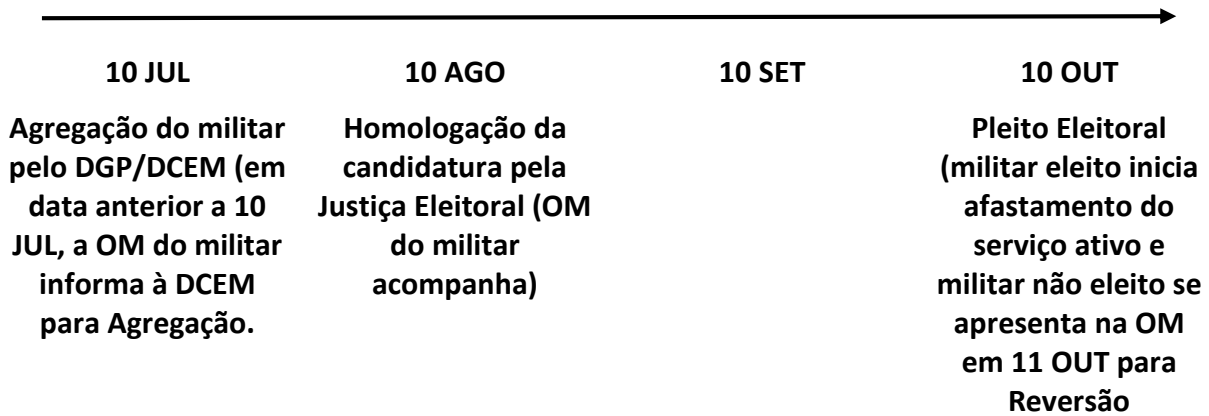 10 JUL
Agregação do militar
pelo DGP/DCEM (em
data anterior a 10
JUL, a OM do militar
informa à DCEM
para Agregação.
10 AGO
Homologação da
candidatura pela
Justiça Eleitoral (OM
do militar
acompanha)
10 SET
10 OUT
Pleito Eleitoral
(militar eleito inicia
afastamento do
serviço ativo e
militar não eleito se
apresenta na OM
em 11 OUT para
Reversão